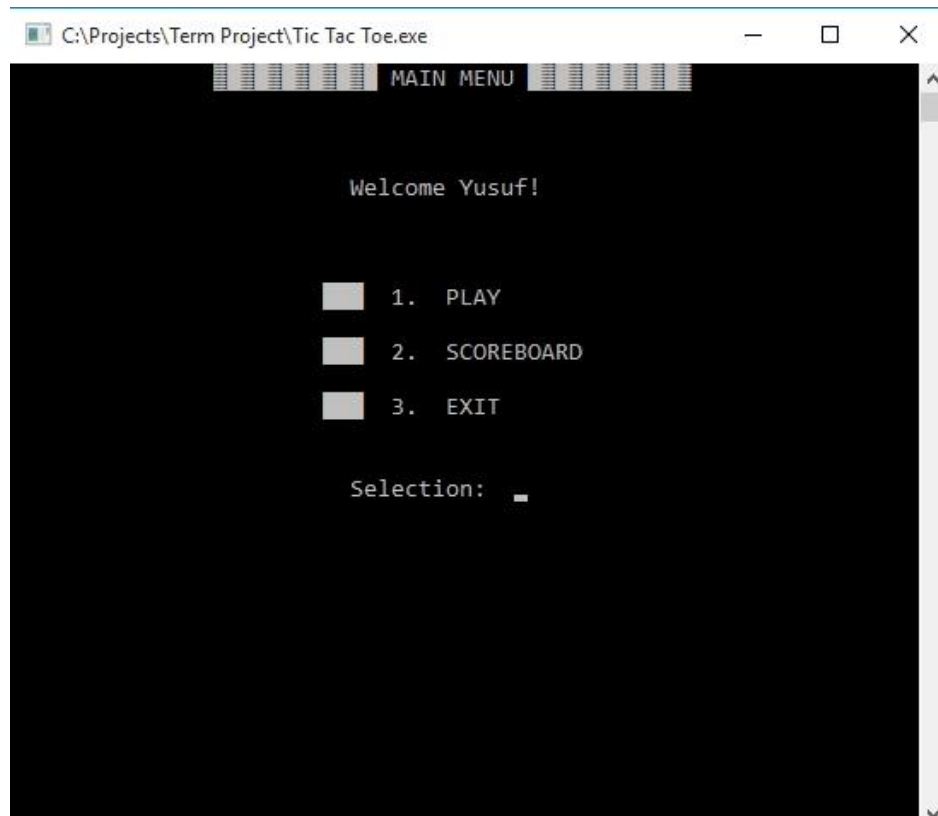 C:\Projects\Term Project\Tic Tac Toe.exe
MAIN MENU
Welcome Yusuf!
1. PLAY
2. SCOREBOARD
3. EXIT
Selection: